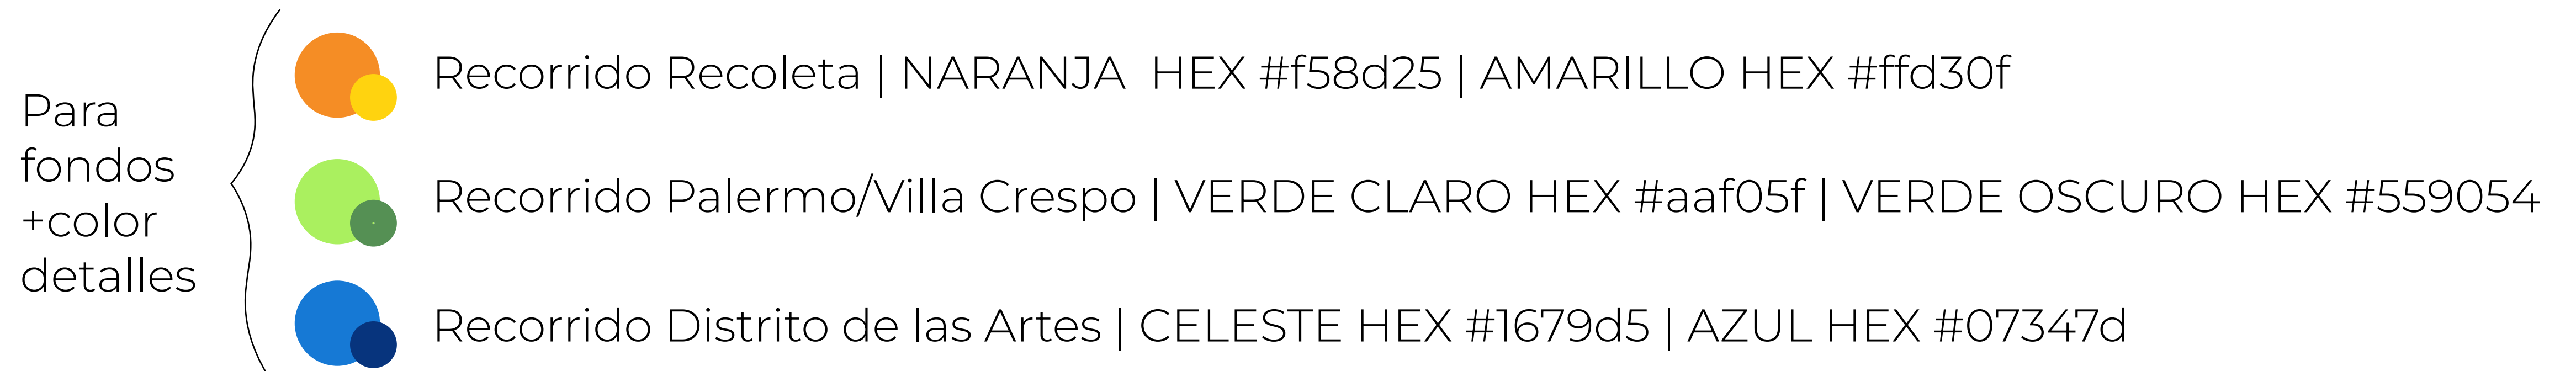 Para
fondos
+color
detalles
Recorrido Recoleta | NARANJA  HEX #f58d25 | AMARILLO HEX #ffd30f
Recorrido Palermo/Villa Crespo | VERDE CLARO HEX #aaf05f | VERDE OSCURO HEX #559054
Recorrido Distrito de las Artes | CELESTE HEX #1679d5 | AZUL HEX #07347d